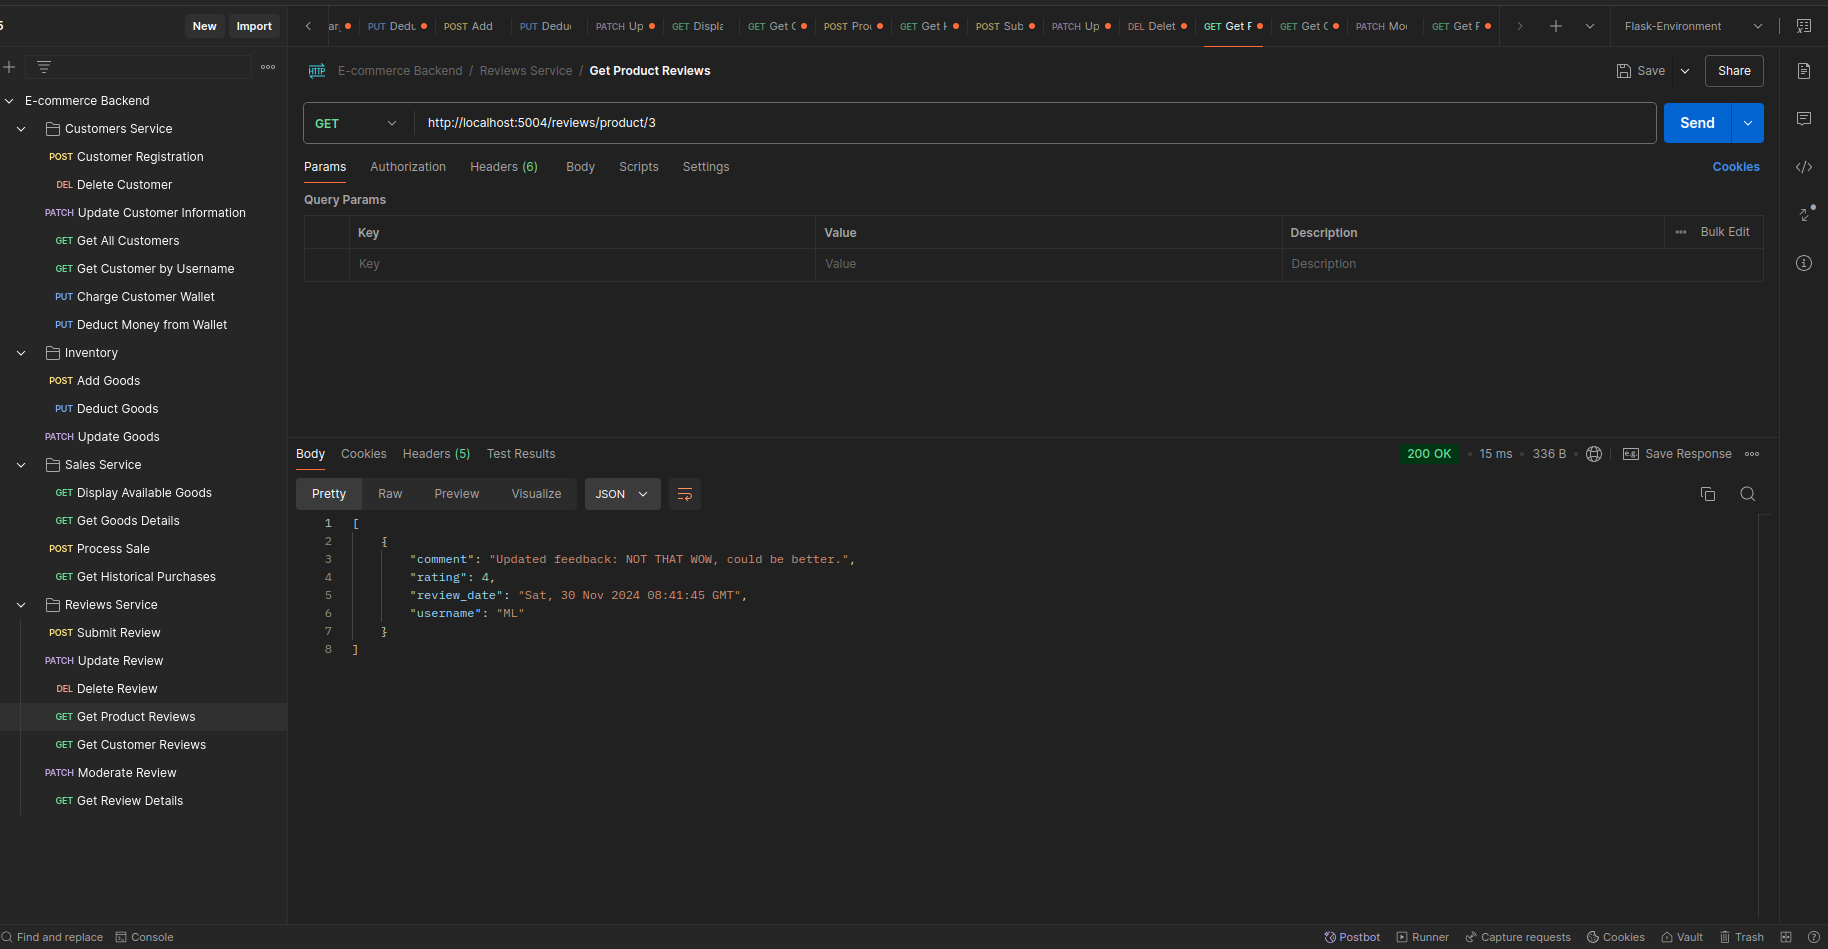 5
New Import
ar. PUT Dedu POST Add PUT Dedu PATCH Up GET Displa GET Get C POST Pro GET Get H POST Sub PATCH Up DEL Delet GET Get F GET Get C PATCH Mo GET Get F Flask-Environment
E-commerce Backend / Reviews Service / Get Product Reviews
Save Share
GET http://localhost:5004/reviews/product/3
Send
Params Authorization Headers (6) Body Scripts Settings Cookies
Query Params
Key Value Description Bulk Edit
Key Value Description
E-commerce Backend
Customers Service
POST Customer Registration
DEL Delete Customer
PATCH Update Customer Information
GET Get All Customers
GET Get Customer by Username
PUT Charge Customer Wallet
PUT Deduct Money from Wallet
Inventory
POST Add Goods
PUT Deduct Goods
PATCH Update Goods
Sales Service
GET Display Available Goods
GET Get Goods Details
POST Process Sale
GET Get Historical Purchases
Reviews Service
POST Submit Review
PATCH Update Review
DEL Delete Review
GET Get Product Reviews
GET Get Customer Reviews
PATCH Moderate Review
GET Get Review Details
Body Cookies Headers (5) Test Results 200 OK 15 ms 336 B e.g. Save Response
Pretty Raw Preview Visualize JSON
1 [
2 {
3 "comment": "Updated feedback: NOT THAT WOW, could be better.",
4 "rating": 4,
5 "review_date": "Sat, 30 Nov 2024 08:41:45 GMT",
6 "username": "ML"
7 }
8 ]
Find and replace Console Postbot Runner Capture requests Cookies Vault Trash